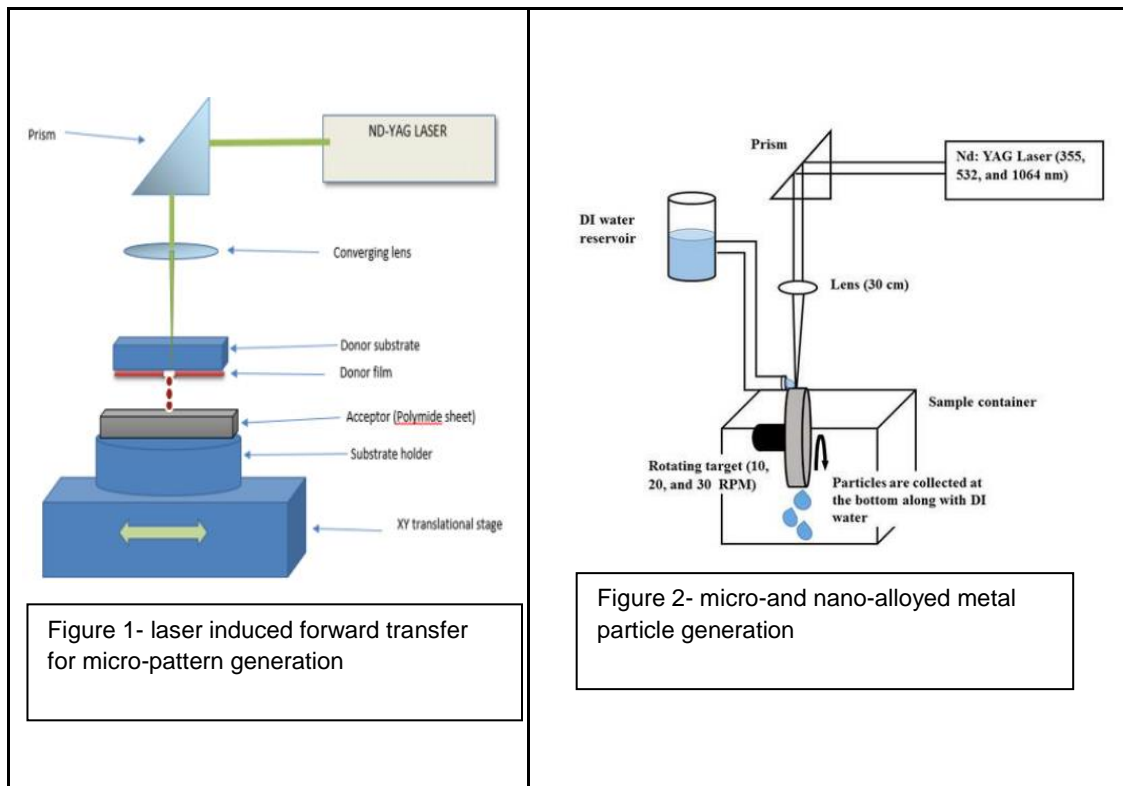 Prism
ND-YAG LASER
Converging lens
Donor substrate
Donor film
Acceptor (Polymide sheet)
Substrate holder
XY translational stage
Figure 1- laser induced forward transfer
for micro-pattern generation
Prism
Nd: YAG Laser (355,
532, and 1064 nm)
DI water
reservoir
Lens (30 cm)
Sample container
Rotating target (10,
20, and 30 RPM)
Particles are collected at
the bottom along with DI
water
Figure 2- micro-and nano-alloyed metal
particle generation